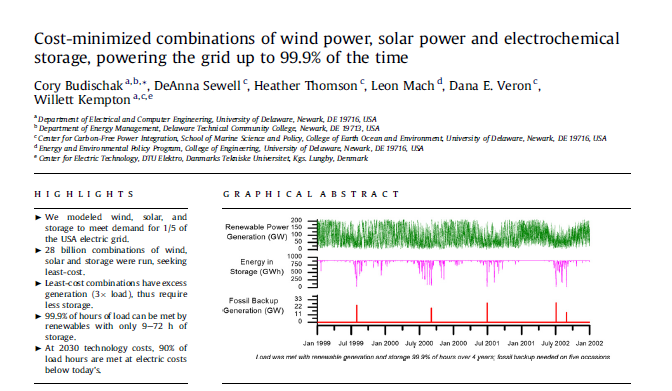 Cost-minimized combinations of wind power, solar power and electrochemical
storage, powering the grid up to 99.9% of the time
Cory Budischak a,b,*, DeAnna Sewell c, Heather Thomson c, Leon Mach d, Dana E. Veron c,
Willett Kempton a,c,e
a Department of Electrical and Computer Engineering, University of Delaware, Newark, DE 19716, USA
b Department of Energy Management, Delaware Technical Community College, Newark, DE 19713, USA
c Center for Carbon-Free Power Integration, School of Marine Science and Policy, College of Earth Ocean and Environment, University of Delaware, Newark, DE 19716, USA
d Energy and Environmental Policy Program, College of Engineering, University of Delaware, Newark, DE 19716, USA
e Center for Electric Technology, DTU Elektro, Danmarks Tekniske Universitet, Kgs. Lungby, Denmark
HIGHLIGHTS
► We modeled wind, solar, and
storage to meet demand for 1/5 of
the USA electric grid.
► 28 billion combinations of wind,
solar and storage were run, seeking
least-cost.
► Least-cost combinations have excess
generation (3× load), thus require
less storage.
► 99.9% of hours of load can be met by
renewables with only 9–72 h of
storage.
► At 2030 technology costs, 90% of
load hours are met at electric costs
below today's.
GRAPHICAL ABSTRACT
Renewable Power
Generation (GW)
200
150
100
50
0
Energy in
Storage (GWh)
1000
750
500
250
0
Fossil Backup
Generation (GW)
33
22
11
0
Jan 1999 Jul 1999 Jan 2000 July 2000 Jan 2001 July 2001 Jan 2002 July 2002 Jan 2002
Load was met with renewable generation and storage 99.9% of hours over 4 years; fossil backup needed on five occasions